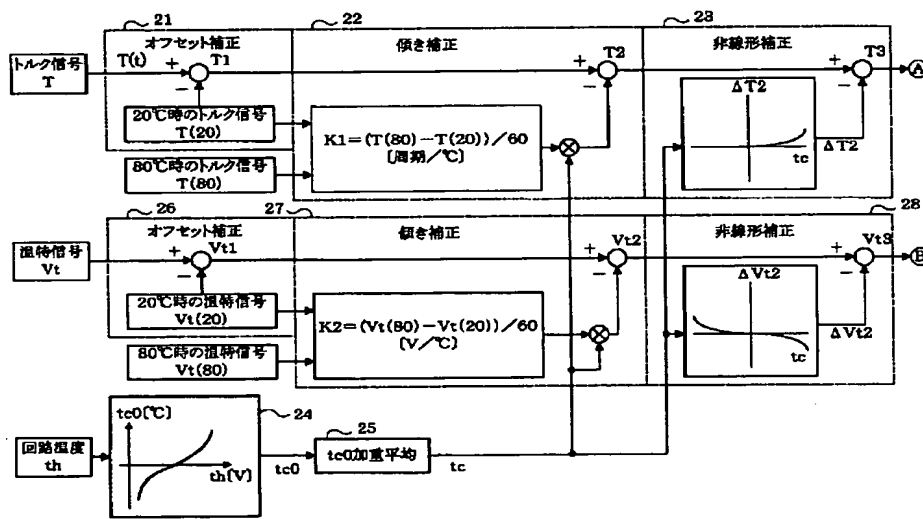 21
22
23
オフセット補正
傾き補正
非線形補正
トルク信号
T
T(t)
+
T1
−
+
T2
−
+
T3
−
A
20℃時のトルク信号
T(20)
80℃時のトルク信号
T(80)
K1=(T(80)−T(20))/60
[周期/℃]
ΔT2
tc
ΔT2
26
27
28
オフセット補正
傾き補正
非線形補正
温特信号
Vt
+
Vt1
−
+
Vt2
−
+
Vt3
−
B
20℃時の温特信号
Vt(20)
80℃時の温特信号
Vt(80)
K2=(Vt(80)−Vt(20))/60
[V/℃]
ΔVt2
tc
ΔVt2
24
回路温度
th
tc0[℃]
th[V]
tc0
25
tc0加重平均
tc